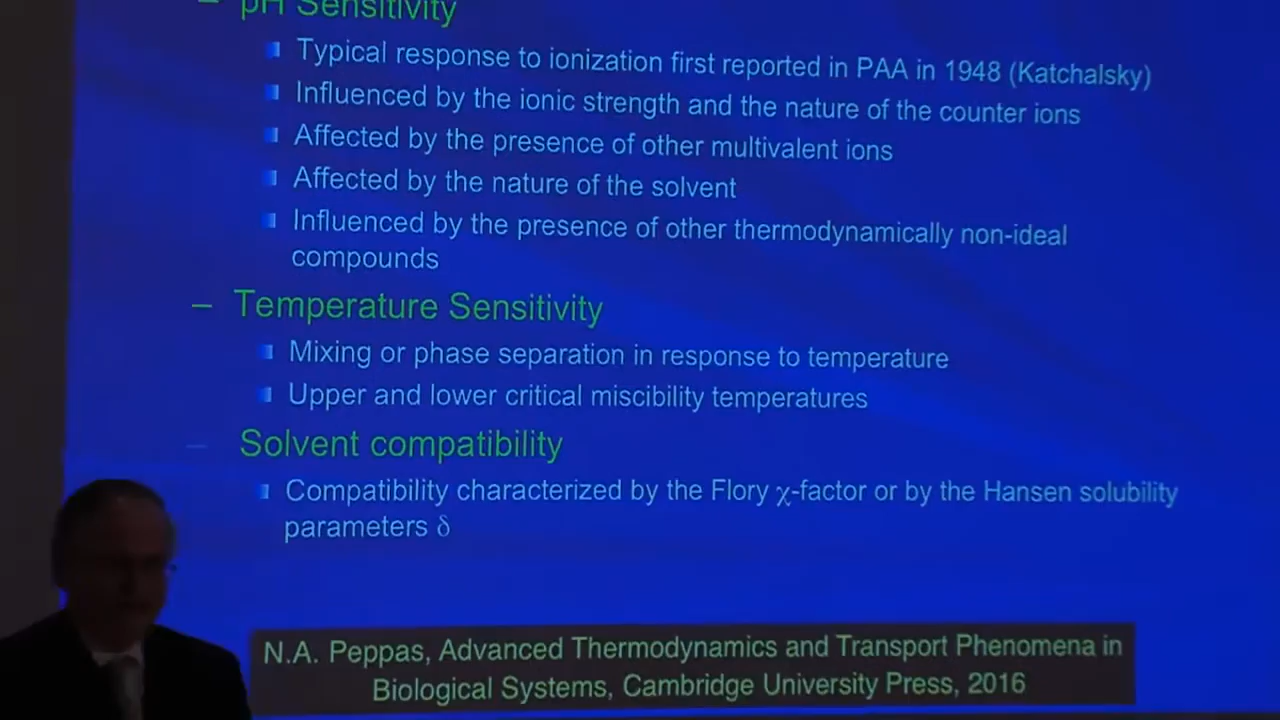 – pH Sensitivity
Typical response to ionization first reported in PAA in 1948 (Katchalsky)
Influenced by the ionic strength and the nature of the counter ions
Affected by the presence of other multivalent ions
Affected by the nature of the solvent
Influenced by the presence of other thermodynamically non-ideal
compounds
– Temperature Sensitivity
Mixing or phase separation in response to temperature
Upper and lower critical miscibility temperatures
– Solvent compatibility
Compatibility characterized by the Flory χ-factor or by the Hansen solubility
parameters δ
N.A. Peppas, Advanced Thermodynamics and Transport Phenomena in
Biological Systems, Cambridge University Press, 2016